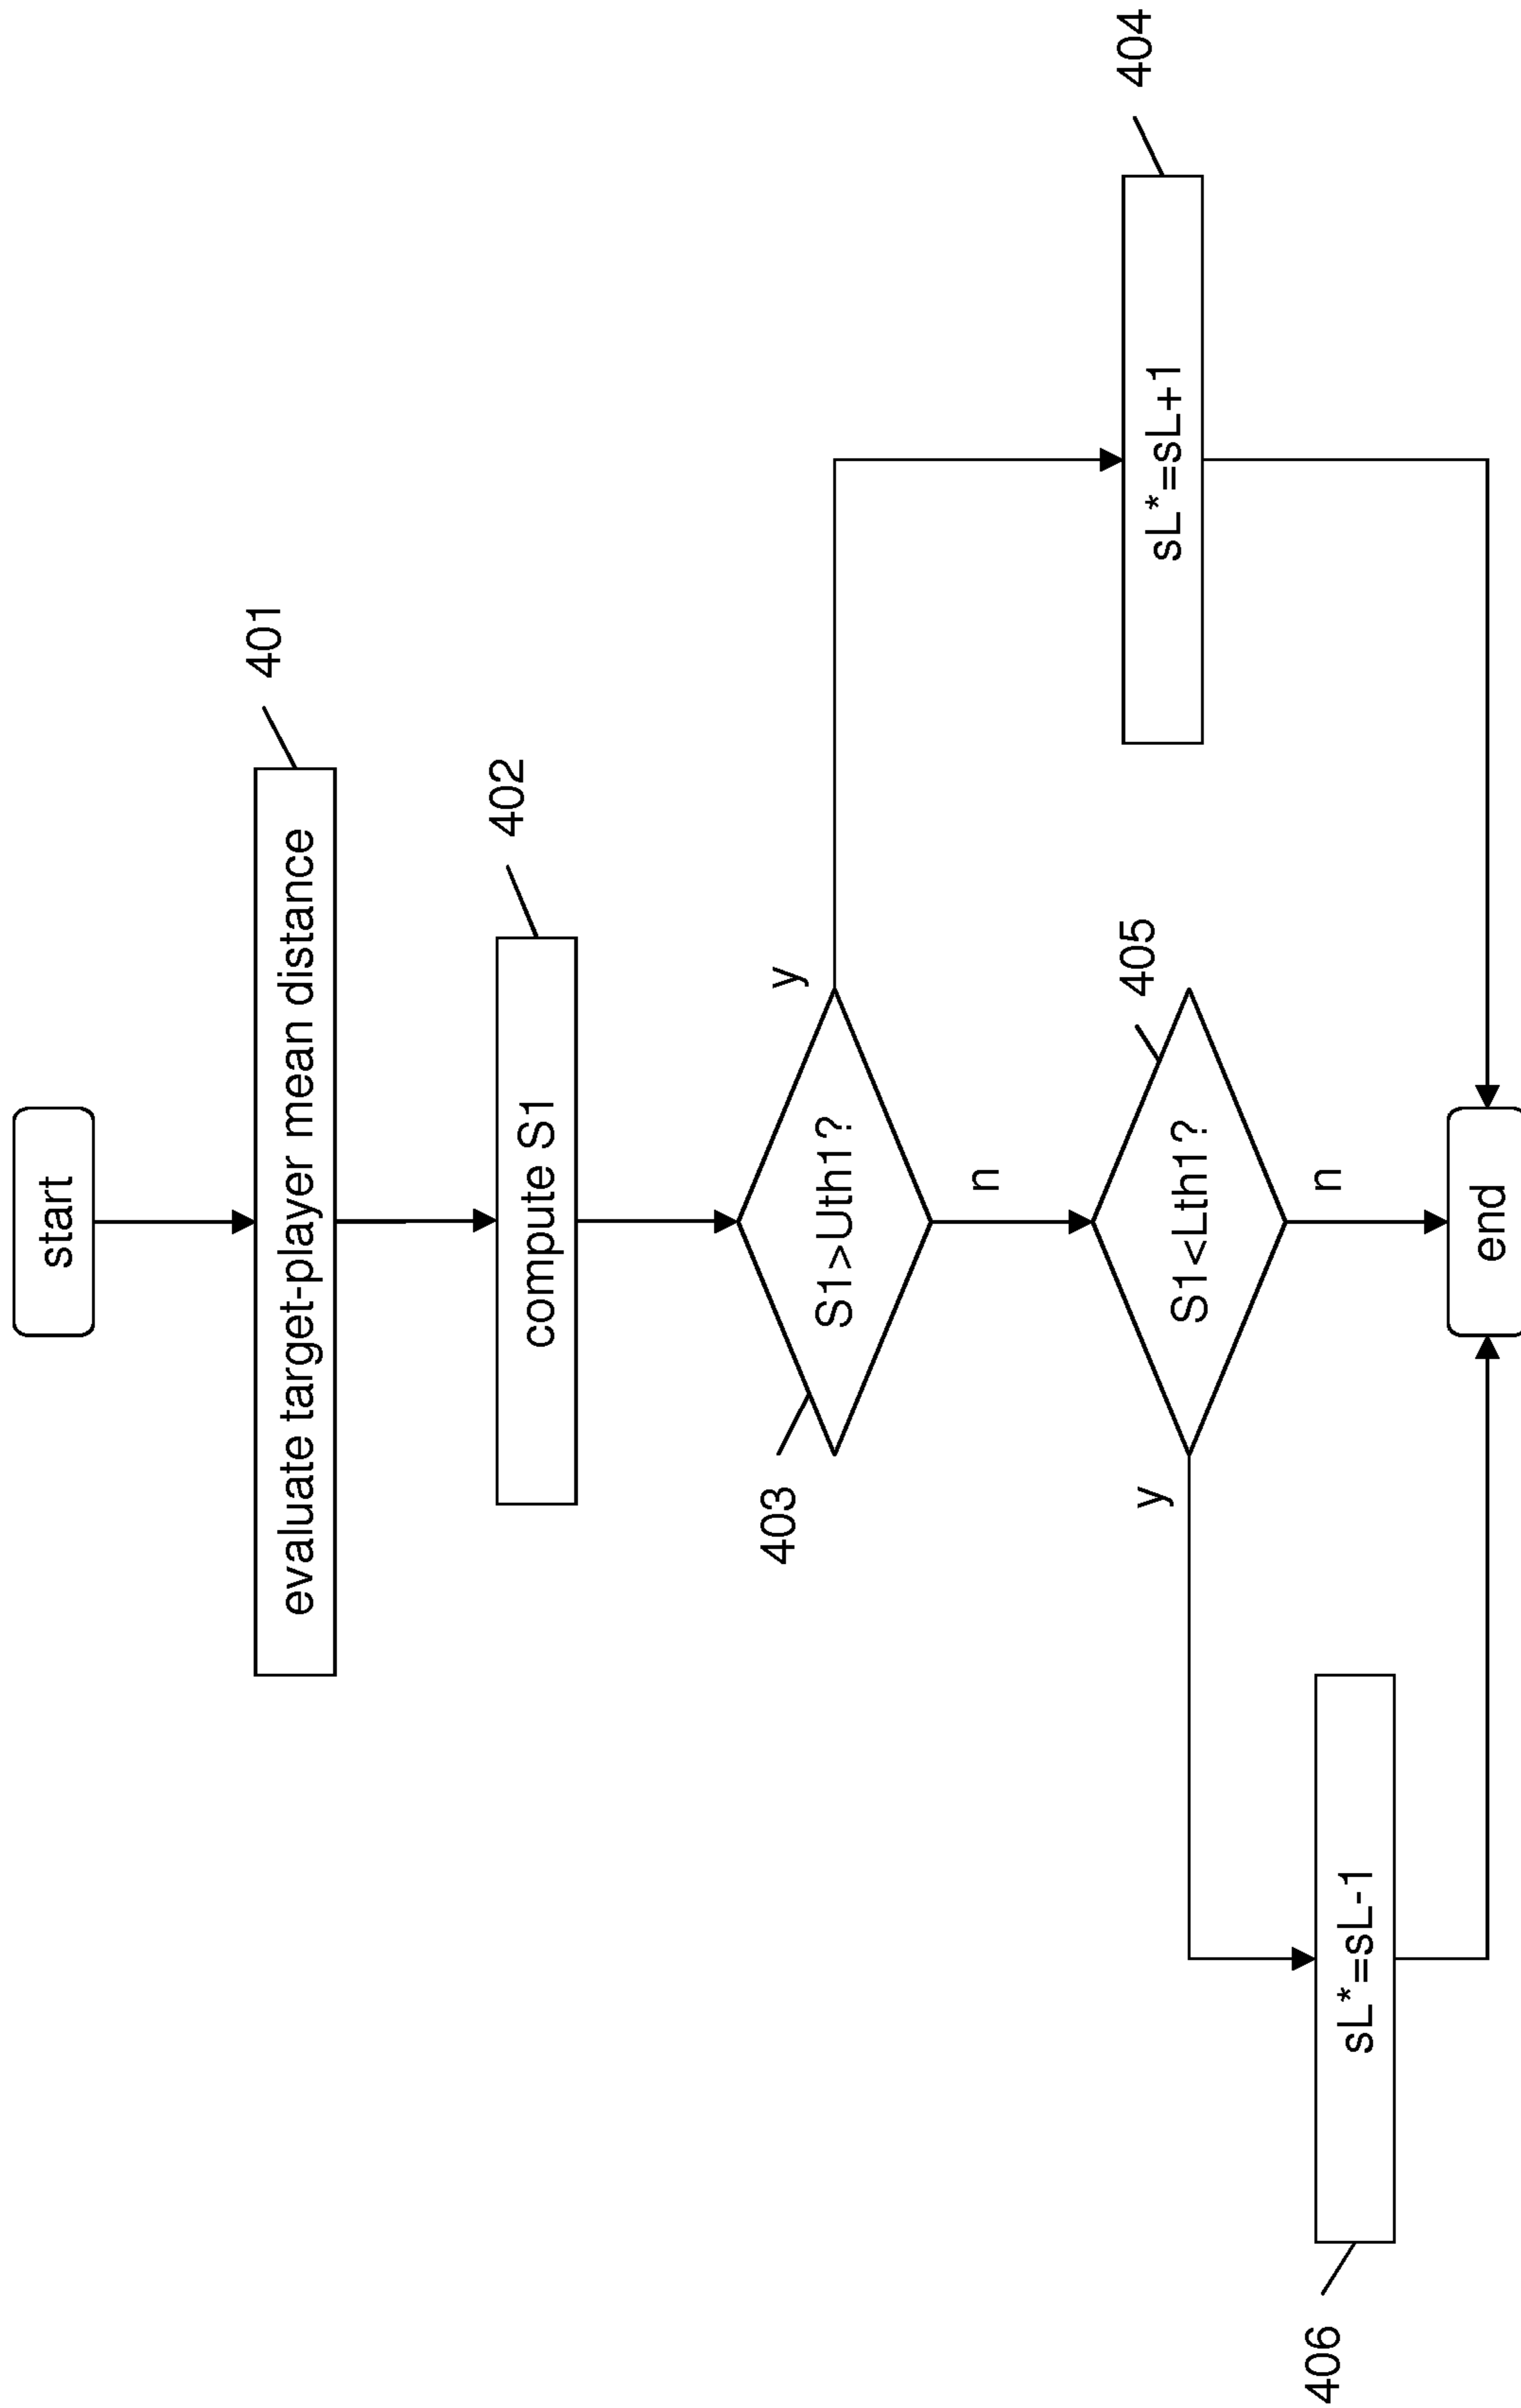 start
401
evaluate target-player mean distance
402
compute S1
403
S1>Uth1?
y
n
404
sL*=sL+1
405
S1<Lth1?
y
n
406
sL*=sL-1
end